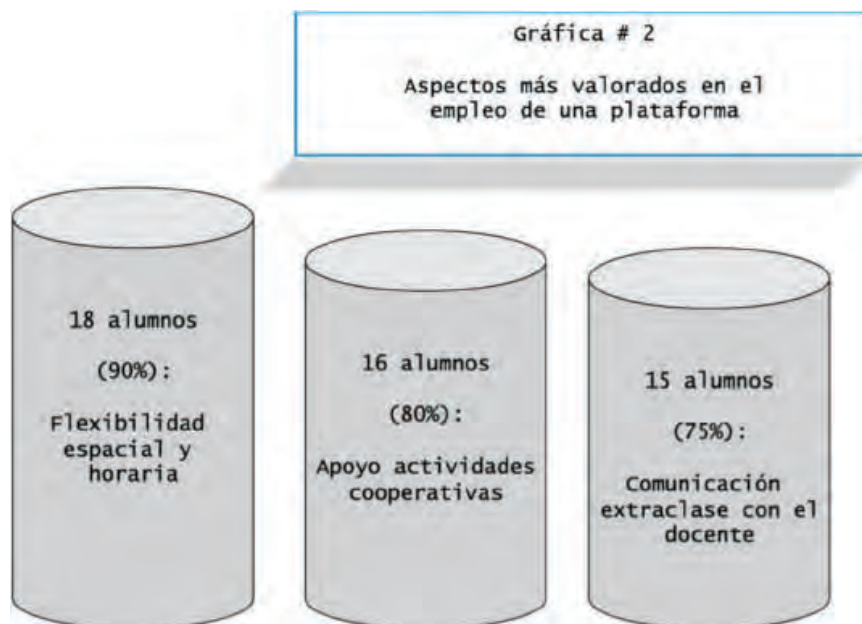 Gráfica # 2
Aspectos más valorados en el
empleo de una plataforma
18 alumnos
(90%):
Flexibilidad
espacial y
horaria
16 alumnos
(80%):
Apoyo actividades
cooperativas
15 alumnos
(75%):
Comunicación
extraclase con el
docente